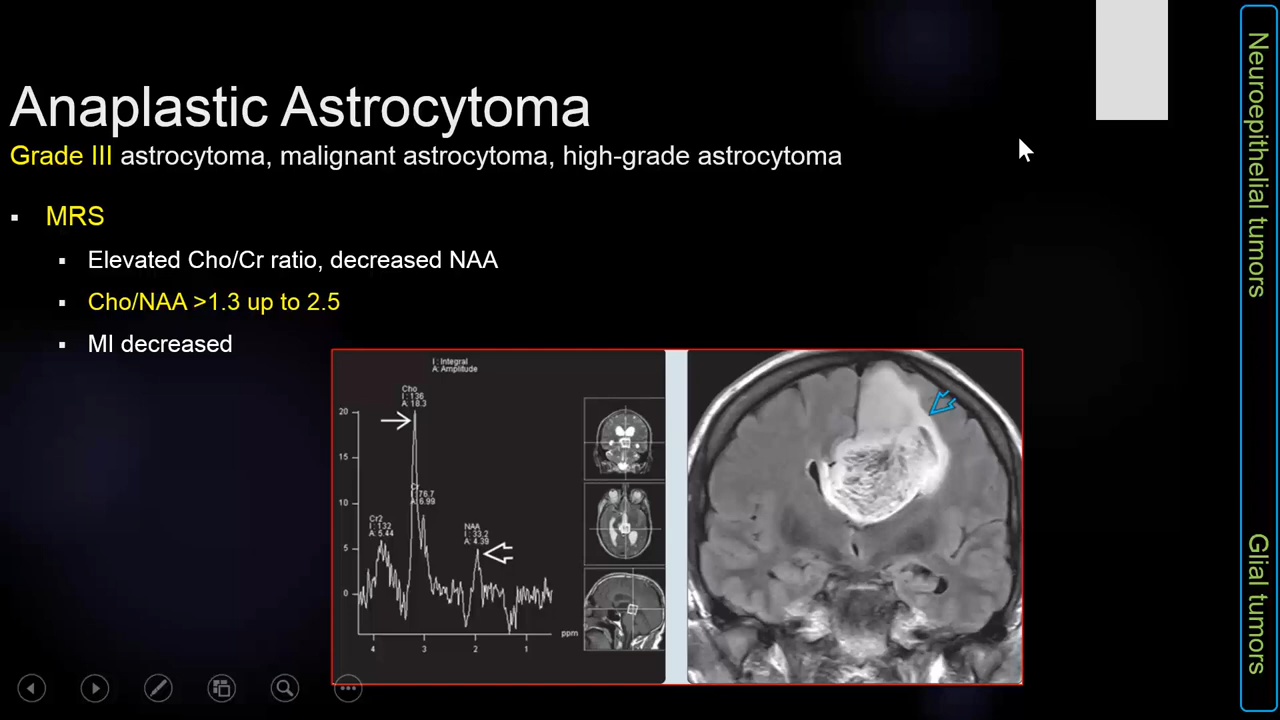 Anaplastic Astrocytoma
Grade III astrocytoma, malignant astrocytoma, high-grade astrocytoma
▪ MRS
▪ Elevated Cho/Cr ratio, decreased NAA
▪ Cho/NAA >1.3 up to 2.5
▪ MI decreased
I : Integral
A: Amplitude
Cho
I : 136
A: 18.3
20
15
10
5
0
Cr
I : 76.7
A: 6.99
Cr2
I : 132
A: 5.44
NAA
I : 33.2
A: 4.39
ppm
4 3 2 1
Neuroepithelial tumors
Glial tumors